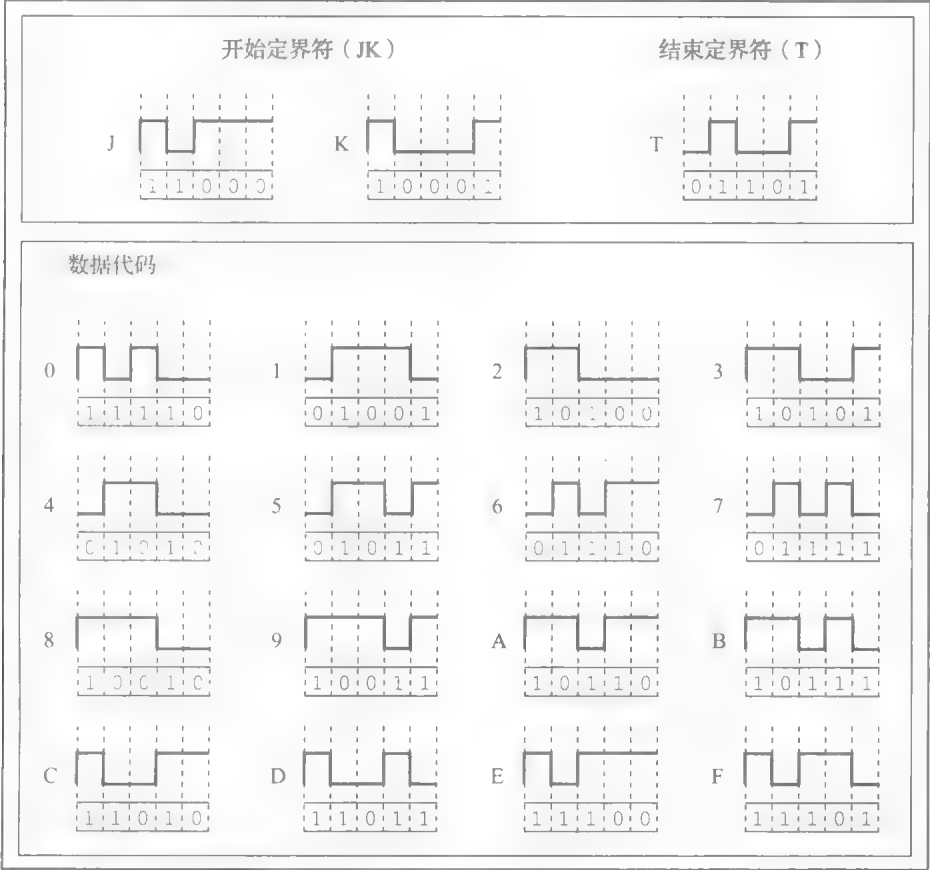 开始定界符（JK） 结束定界符（T）
J K T
1 1 0 0 0 1 0 0 0 1 0 1 1 0 1
数据代码
0 1 2 3
1 1 1 1 0 0 1 0 0 1 1 0 1 0 0 1 0 1 0 1
4 5 6 7
0 1 0 1 0 0 1 0 1 1 0 1 1 1 0 0 1 1 1 1
8 9 A B
1 0 0 1 0 1 0 0 1 1 1 0 1 1 0 1 0 1 1 1
C D E F
1 1 0 1 0 1 1 0 1 1 1 1 1 0 0 1 1 1 0 1